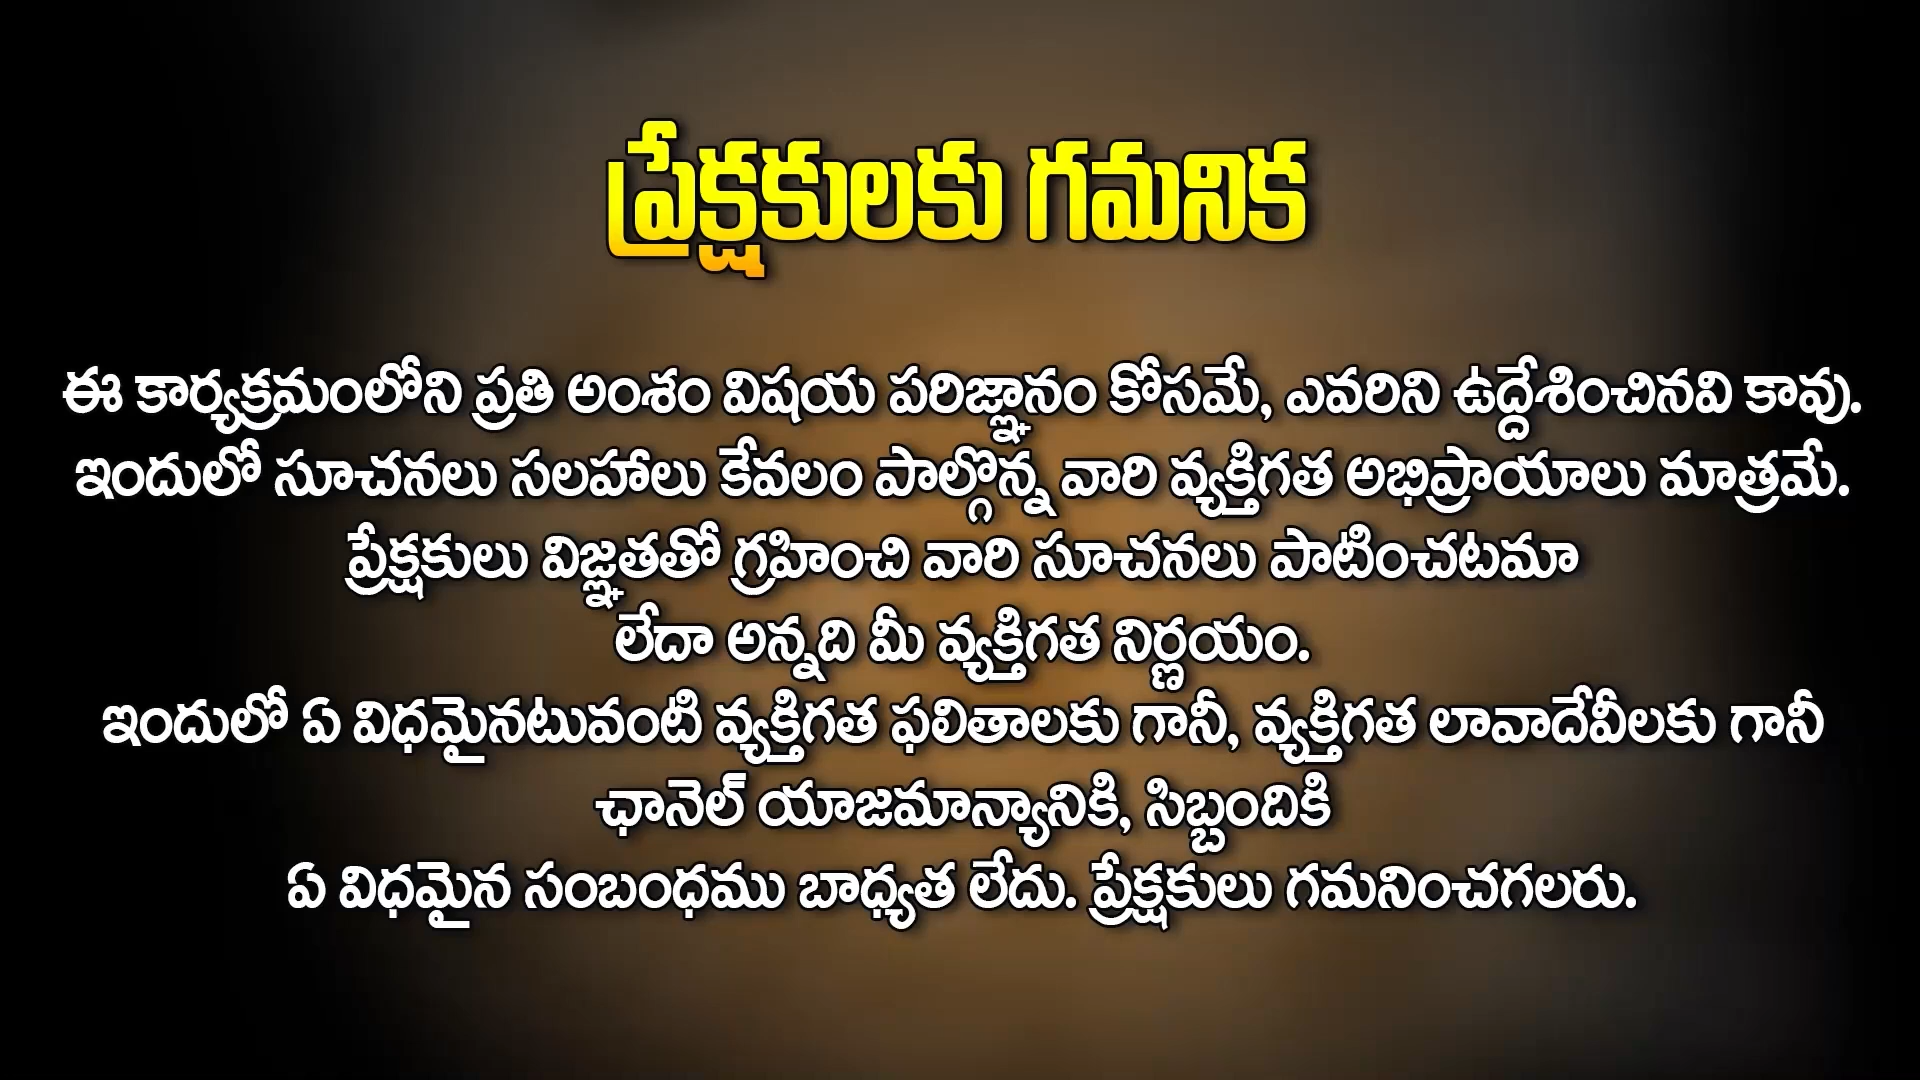 ప్రేక్షకులకు గమనిక
ఈ కార్యక్రమంలోని ప్రతి అంశం విషయ పరిజ్ఞానం కోసమే, ఎవరిని ఉద్దేశించినవి కావు.
ఇందులో సూచనలు సలహాలు కేవలం పాల్గొన్న వారి వ్యక్తిగత అభిప్రాయాలు మాత్రమే.
ప్రేక్షకులు విజ్ఞతతో గ్రహించి వారి సూచనలు పాటించటమా
లేదా అన్నది మీ వ్యక్తిగత నిర్ణయం.
ఇందులో ఏ విధమైనటువంటి వ్యక్తిగత ఫలితాలకు గానీ, వ్యక్తిగత లావాదేవీలకు గానీ
ఛానెల్ యాజమాన్యానికి, సిబ్బందికి
ఏ విధమైన సంబంధము బాధ్యత లేదు. ప్రేక్షకులు గమనించగలరు.